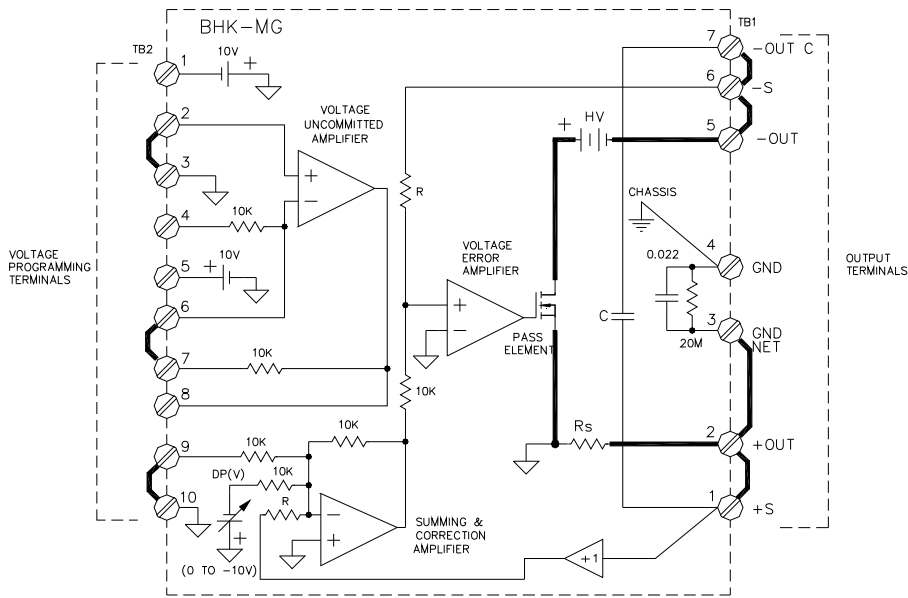 BHK-MG
TB1
TB2
7
-OUT C
OUTPUT
1
10V
+
6
-S
2
VOLTAGE
UNCOMMITTED
AMPLIFIER
+
HV
5
-OUT
3
+
-
R
CHASSIS
4
10K
VOLTAGE
PROGRAMMING
TERMINALS
5
+
10V
VOLTAGE
ERROR
AMPLIFIER
0.022
4
GND
OUTPUT
TERMINALS
6
+
-
C
3
GND
NET
20M
PASS
ELEMENT
7
10K
10K
8
Rs
2
+OUT
9
10K
10K
DP(V)
10K
R
1
+S
10
-
+
SUMMING &
CORRECTION
AMPLIFIER
+
(0 TO -10V)
+1